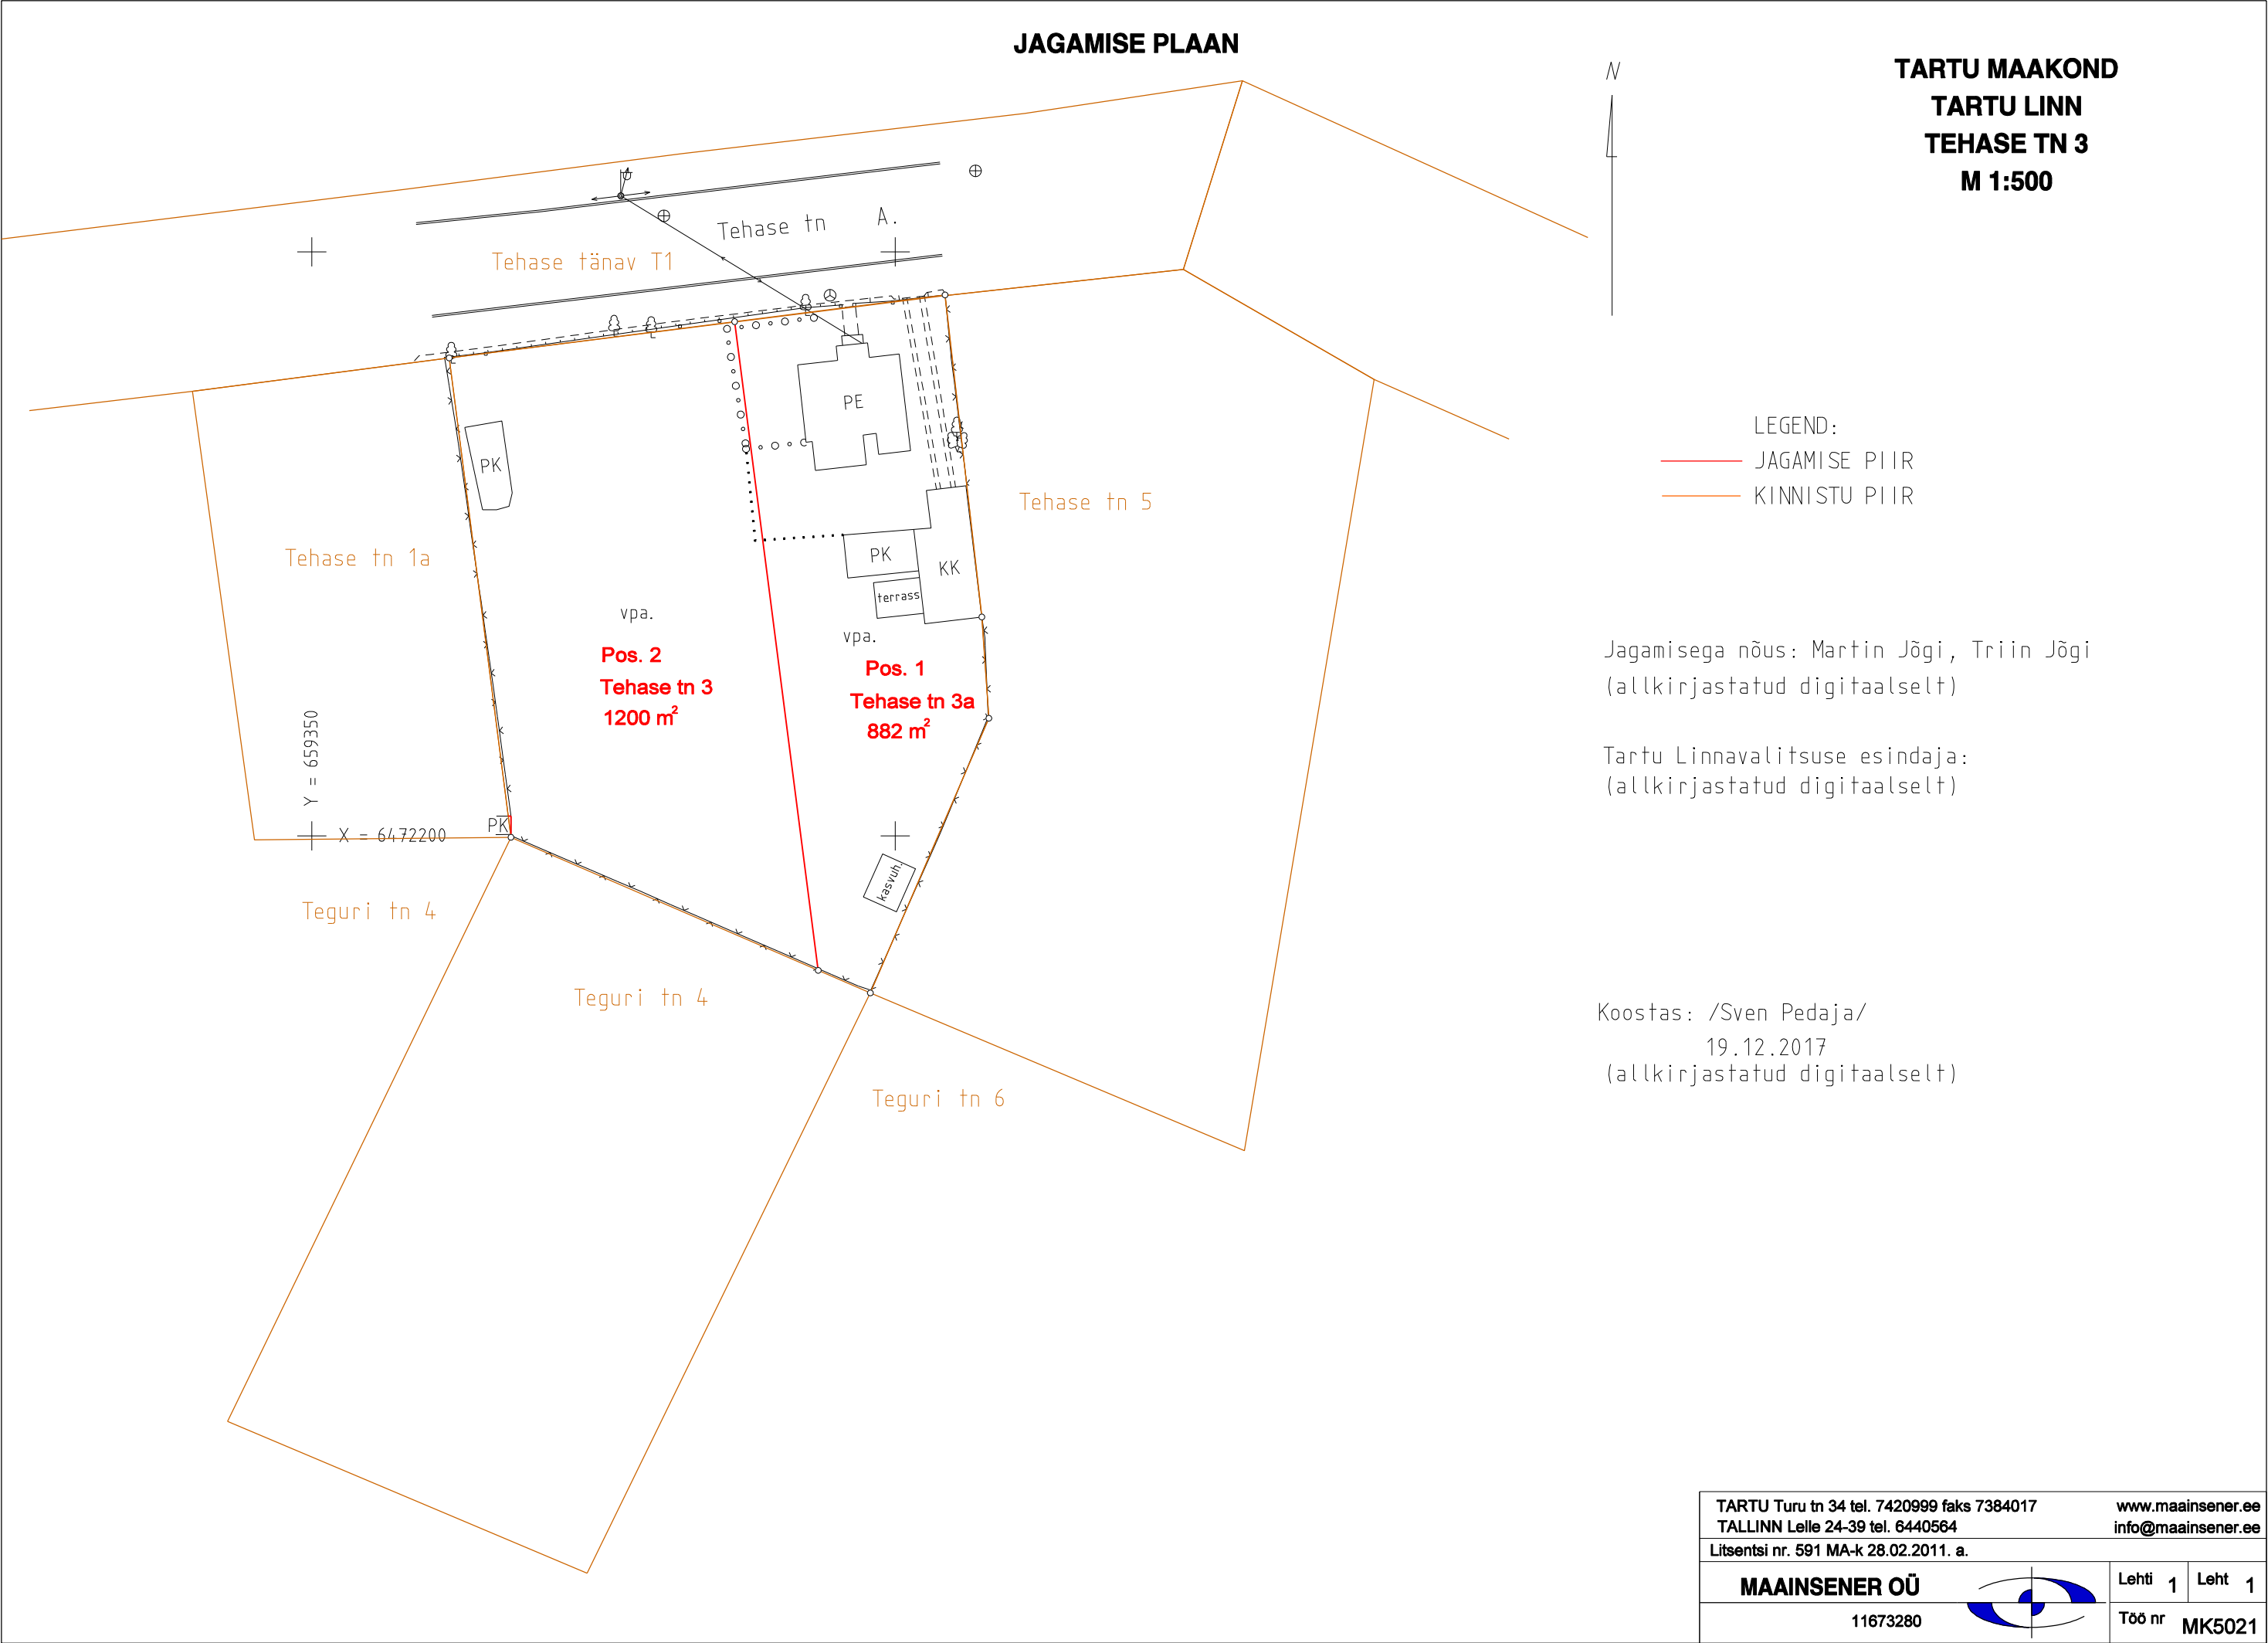 JAGAMISE PLAAN
TARTU MAAKOND
TARTU LINN
TEHASE TN 3
M 1:500
N
Tehase tn
A.
Tehase tänav T1
PE
PK
LEGEND:
JAGAMISE PIIR
KINNISTU PIIR
Tehase tn 5
Tehase tn 1a
PK
KK
terrass
vpa.
vpa.
Pos. 2
Tehase tn 3
1200 m²
Pos. 1
Tehase tn 3a
882 m²
Jagamisega nõus: Martin Jõgi, Triin Jõgi
(allkirjastatud digitaalselt)
Tartu Linnavalitsuse esindaja:
(allkirjastatud digitaalselt)
Y = 659350
X = 6472200
PK
kasvuh.
Teguri tn 4
Teguri tn 4
Teguri tn 6
Koostas: /Sven Pedaja/
19.12.2017
(allkirjastatud digitaalselt)
TARTU Turu tn 34 tel. 7420999 faks 7384017
www.maainsener.ee
TALLINN Lelle 24-39 tel. 6440564
info@maainsener.ee
Litsentsi nr. 591 MA-k 28.02.2011. a.
MAAINSENER OÜ
Lehti 1
Leht 1
11673280
Töö nr MK5021